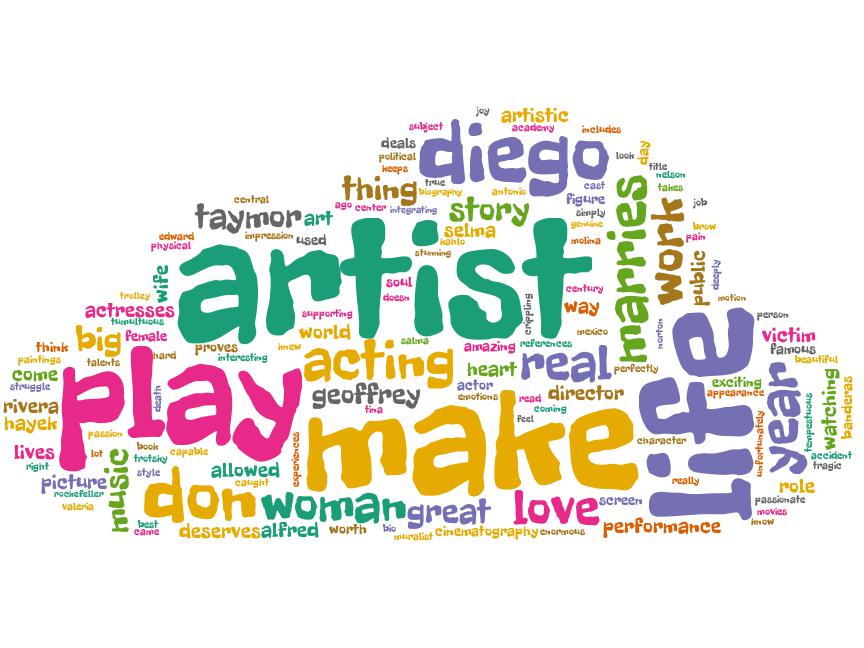 joy
artistic
subject
academy
includes
deals
diego
look
day
political
title
keeps
nelson
thing
true
biography
antonio
cast
takes
central
ago
center
integrating
story
figure
simply
marries
work
job
taymor
art
selma
genuine
brow
edward
impression
used
kahlo
molina
pain
physical
artist
stunning
public
deeply
wife
soul
doesn
century
trolley
crippling
motion
actresses
supporting
way
life
person
tumultuous
big
female
world
mexico
norton
victim
think
proves
knew
salma
amazing
references
famous
paintings
talents
hard
interesting
acting
heart
real
perfectly
beautiful
come
play
actor
exciting
year
watching
struggle
death
geoffrey
emotions
read
director
appearance
banderas
rivera
tina
coming
tempestuous
hayek
make
feel
unfortunately
passion
experiences
character
lives
lot
book
capable
accident
right
music
trotsky
tragic
style
allowed
really
picture
caught
role
rockefeller
don
woman
great
love
screen
passionate
valeria
movies
best
deserves
alfred
worth
bio
cinematography
enormous
performance
know
came
muralist